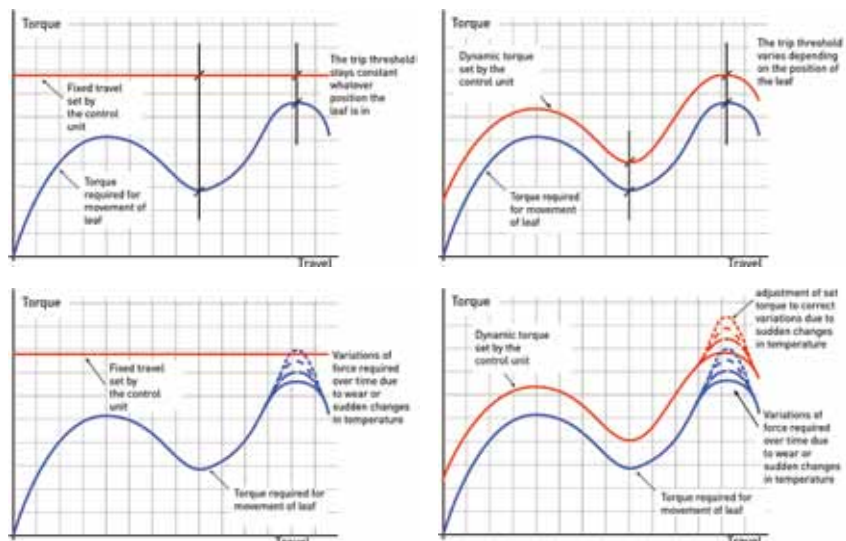 Torque
The trip threshold
stays constant
whatever
position the
leaf is in
Fixed travel
set by
the control
unit
Torque
required for
movement of
leaf
Travel
Torque
Dynamic torque
set by the
control unit
The trip threshold
varies depending
on the position of
the leaf
Torque required
for movement
of leaf
Travel
Torque
Fixed travel
set by
the control
unit
Variations of
force required
over time due
to wear or
sudden changes
in temperature
Torque required for
movement of leaf
Travel
Torque
adjustment of set
torque to correct
variations due to
sudden changes
in temperature
Dynamic torque
set by the
control unit
Variations of
force required
over time due
to wear or
sudden changes
in temperature
Torque required for
movement of leaf
Travel